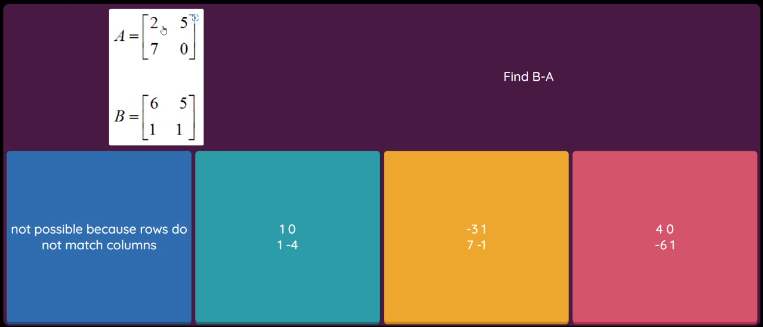 A = [2 5
7 0]
B = [6 5
1 1]
Find B-A
not possible because rows do
not match columns
1 0
1 -4
-3 1
7 -1
4 0
-6 1